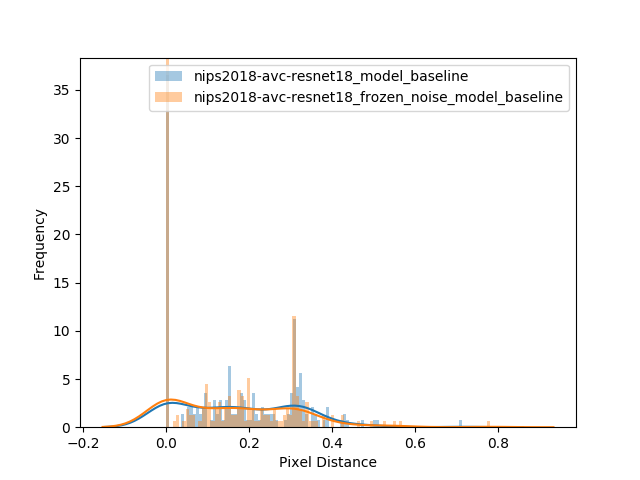 nips2018-avc-resnet18_model_baseline
nips2018-avc-resnet18_frozen_noise_model_baseline
35
30
25
20
15
10
5
0
Frequency
−0.2 0.0 0.2 0.4 0.6 0.8
Pixel Distance